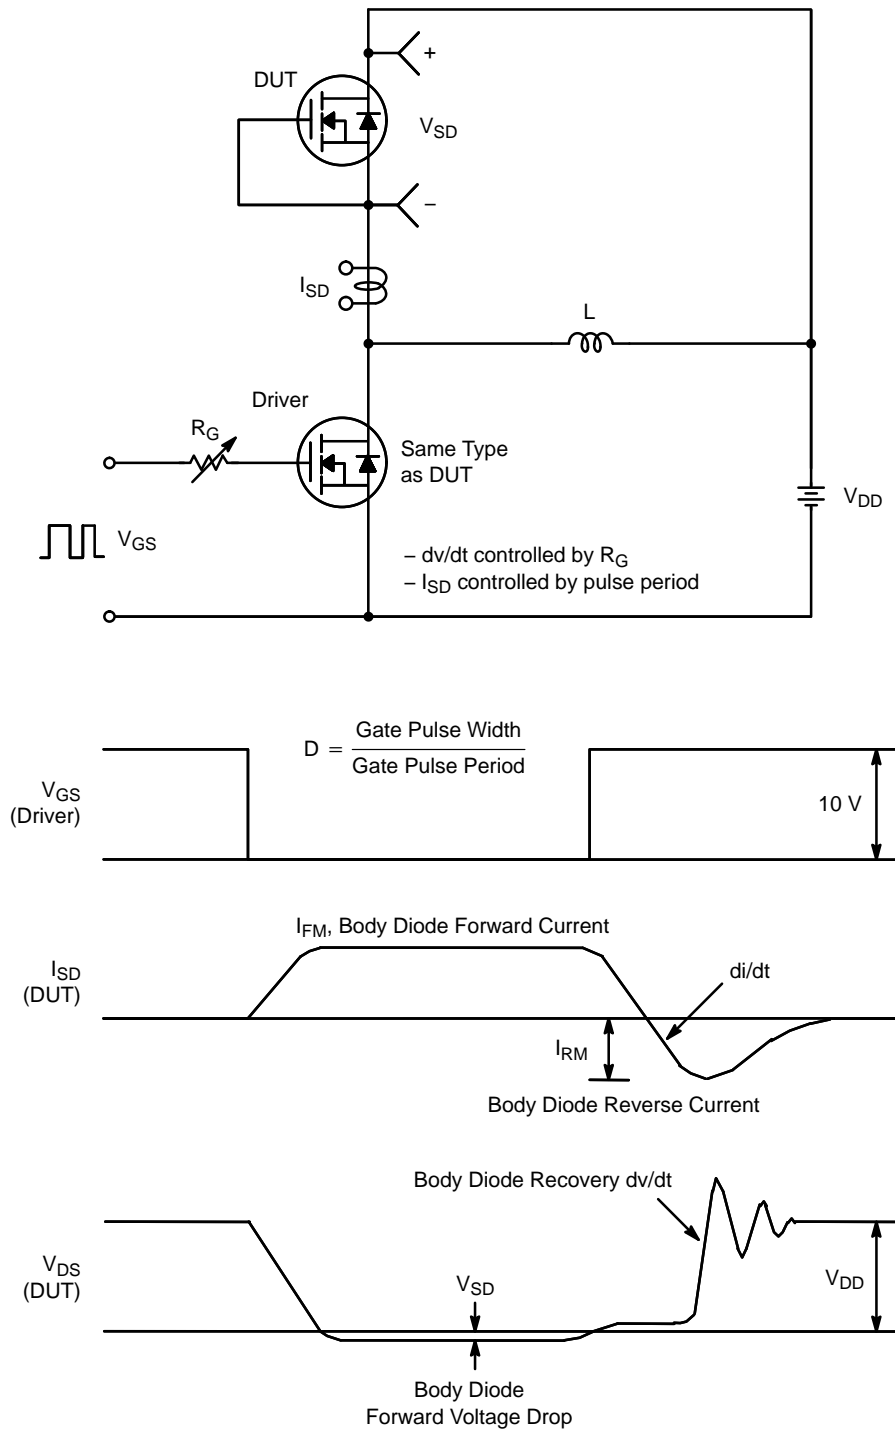 +
DUT
V_SD
−
I_SD
L
Driver
R_G
Same Type
as DUT
V_DD
V_GS
– dv/dt controlled by R_G
– I_SD controlled by pulse period
D = Gate Pulse Width
Gate Pulse Period
V_GS
(Driver)
10 V
I_FM, Body Diode Forward Current
I_SD
(DUT)
di/dt
I_RM
Body Diode Reverse Current
Body Diode Recovery dv/dt
V_DS
(DUT)
V_SD
V_DD
Body Diode
Forward Voltage Drop